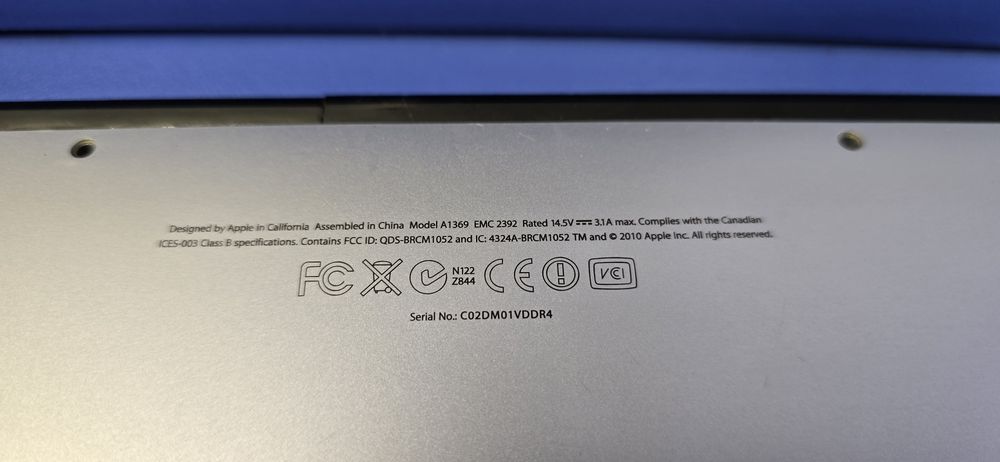 Designed by Apple in California Assembled in China Model A1369 EMC 2392 Rated 14.5V ⎓ 3.1A max. Complies with the Canadian
ICES-003 Class B specifications. Contains FCC ID: QDS-BRCM1052 and IC: 4324A-BRCM1052 TM and © 2010 Apple Inc. All rights reserved.
FC N122 CE VCI
Z844
Serial No.: C02DM01VDDR4